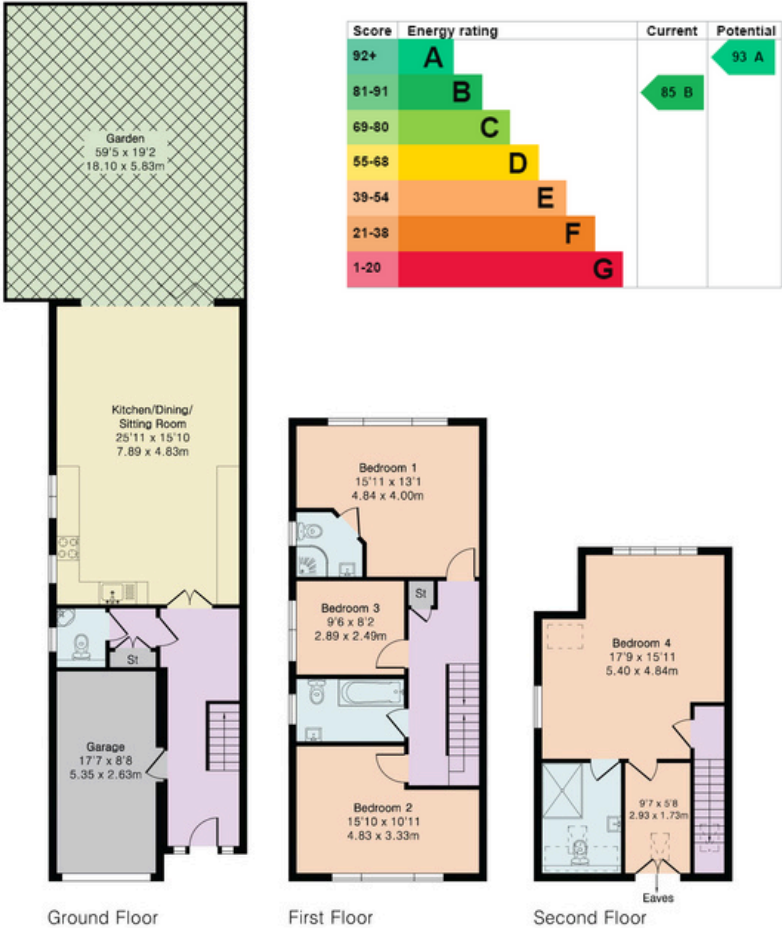 Score Energy rating Current Potential
92+ A 93 A
81-91 B 85 B
69-80 C
55-68 D
39-54 E
21-38 F
1-20 G
Garden
59'5 x 19'2
18.10 x 5.83m
Kitchen/Dining/
Sitting Room
25'11 x 15'10
7.89 x 4.83m
St
Garage
17'7 x 8'8
5.35 x 2.63m
Ground Floor
Bedroom 1
15'11 x 13'1
4.84 x 4.00m
St
Bedroom 3
9'6 x 8'2
2.89 x 2.49m
Bedroom 2
15'10 x 10'11
4.83 x 3.33m
First Floor
Bedroom 4
17'9 x 15'11
5.40 x 4.84m
9'7 x 5'8
2.93 x 1.73m
Eaves
Second Floor